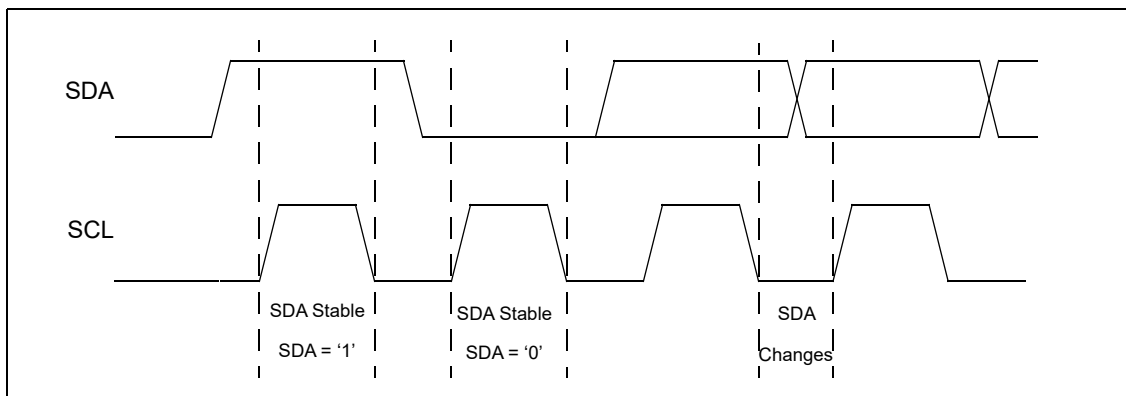 SDA
SCL
SDA Stable
SDA = ‘1’
SDA Stable
SDA = ‘0’
SDA
Changes